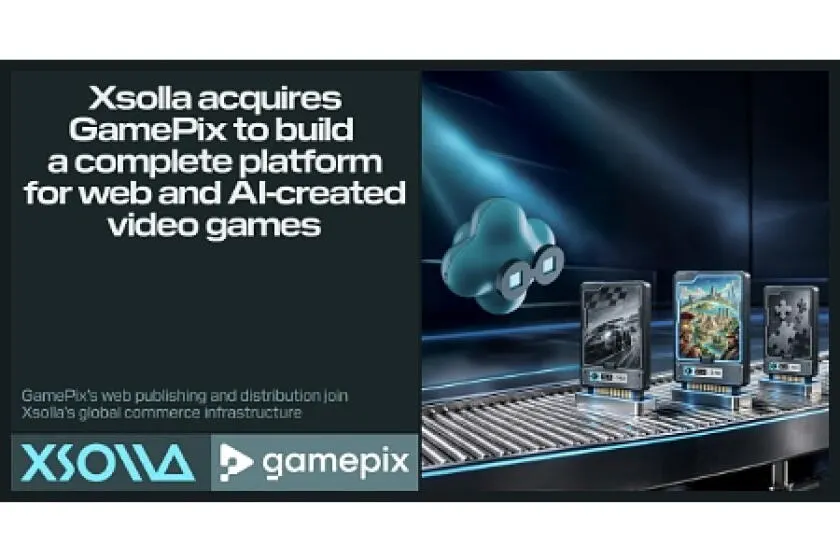 Xsolla acquires
GamePix to build
a complete platform
for web and AI-created
video games
GamePix's web publishing and distribution join
Xsolla's global commerce infrastructure
XSOLLA
gamepix